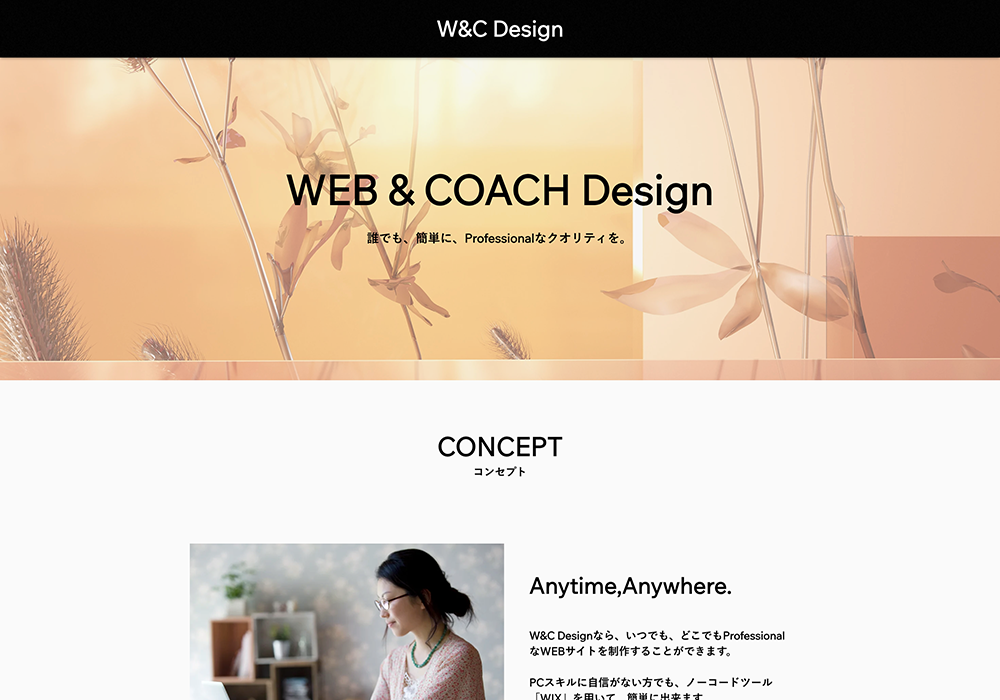 W&C Design
WEB & COACH Design
誰でも、簡単に、Professionalなクオリティを。
CONCEPT
コンセプト
Anytime,Anywhere.
W&C Designなら、いつでも、どこでもProfessional
なWEBサイトを制作することができます。
PCスキルに自信がない方でも、ノーコードツール
「WIX」を用いて、簡単に出来ます